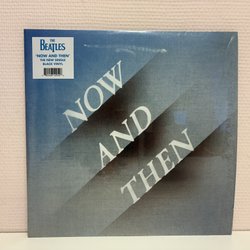 THE
BEATLES
'NOW AND THEN'
THE NEW SINGLE
BLACK VINYL
NOW
AND
THEN